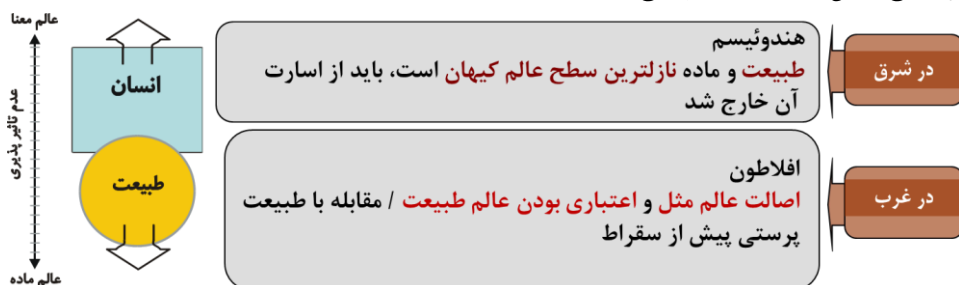 در شرق
هندوئیسم
طبیعت و ماده نازلترین سطح عالم کیهان است، باید از اسارت
آن خارج شد
در غرب
افلاطون
اصالت عالم مثل و اعتباری بودن عالم طبیعت / مقابله با طبیعت
پرستی پیش از سقراط
انسان
طبیعت
عالم معنا
عدم تاثیر پذیری
عالم ماده